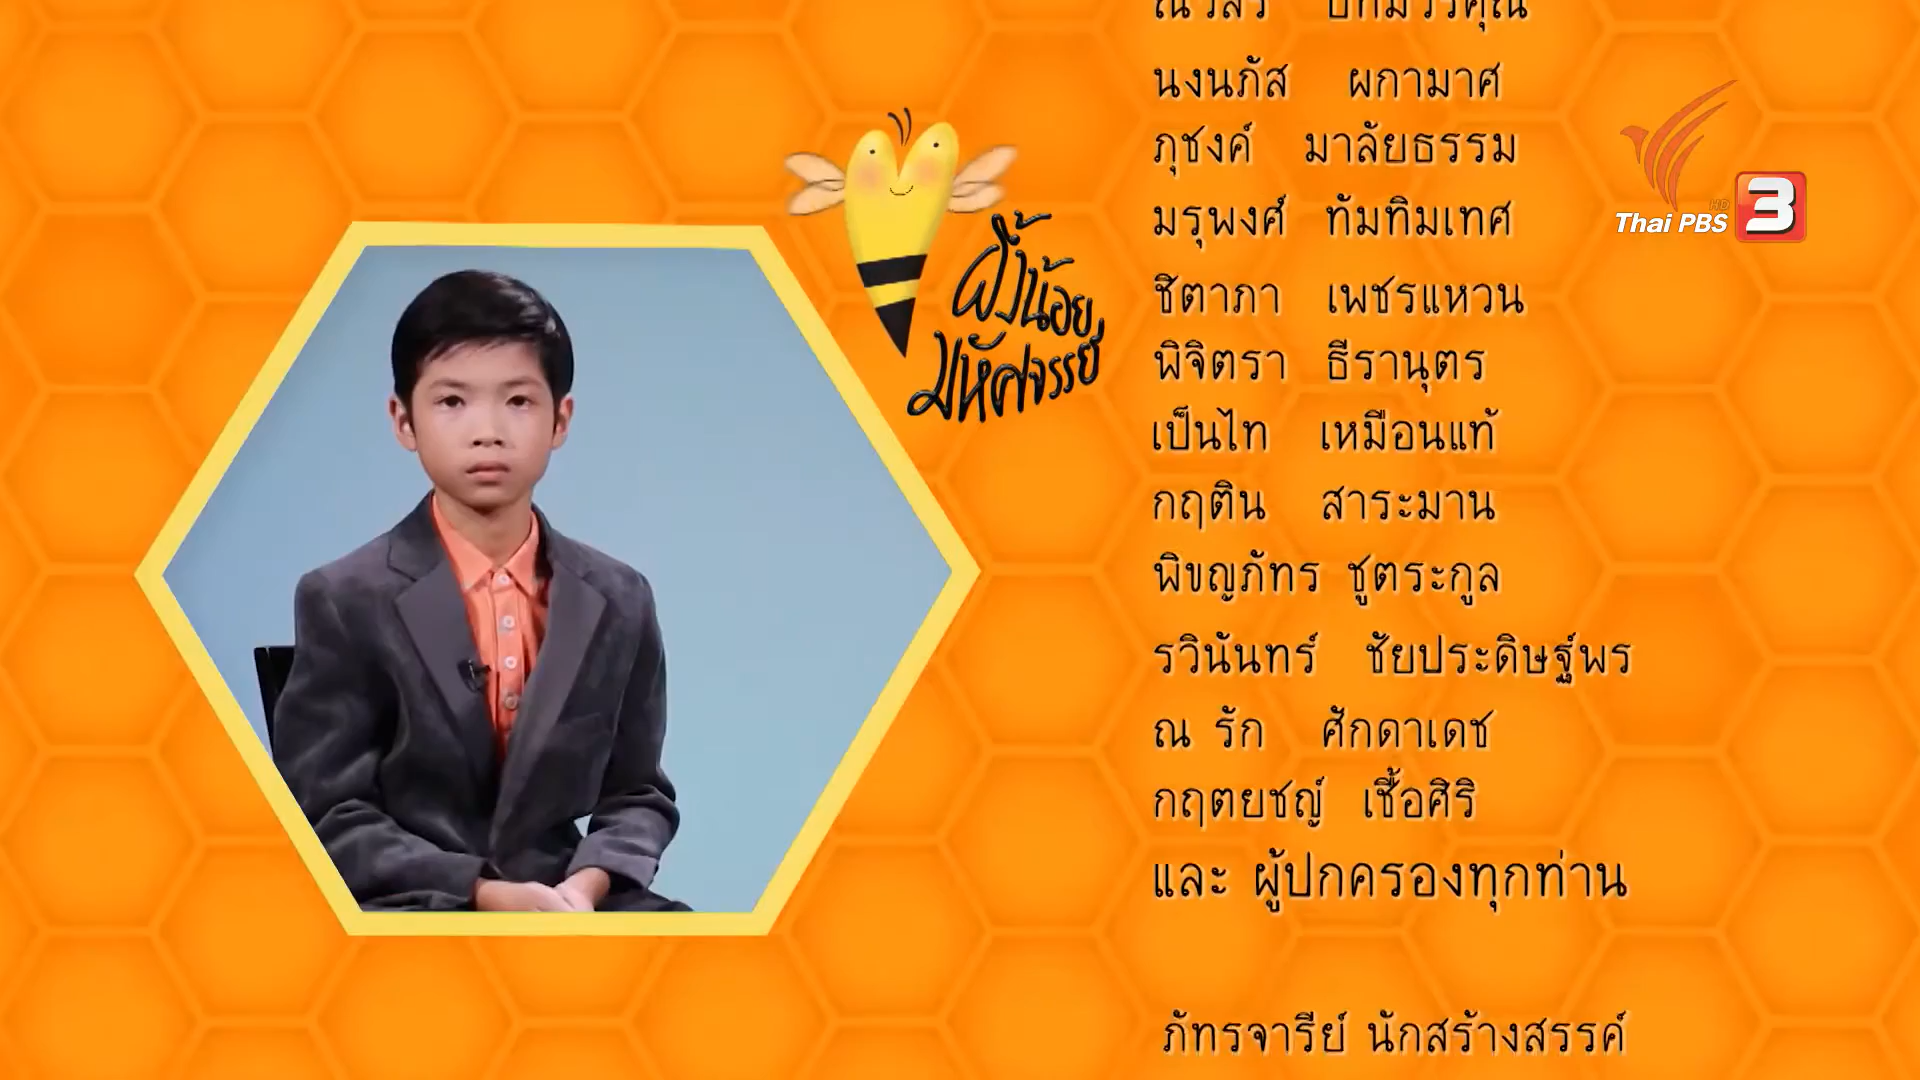 นงนภัส ผกามาศ
ภุชงค์ มาลัยธรรม
มรุพงศ์ ทัมทิมเทศ
ชิตาภา เพชรแหวน
พิจิตรา ธีรานุตร
เป็นไท เหมือนแท้
กฤติน สาระมาน
พิขญภัทร ชูตระกูล
รวินันทร์ ชัยประดิษฐ์พร
ณ รัก ศักดาเดช
กฤตยชญ์ เชื้อศิริ
และ ผู้ปกครองทุกท่าน
ภัทรจารีย์ นักสร้างสรรค์
ผึ้งน้อย
มหัศจรรย์
Thai PBS HD 3